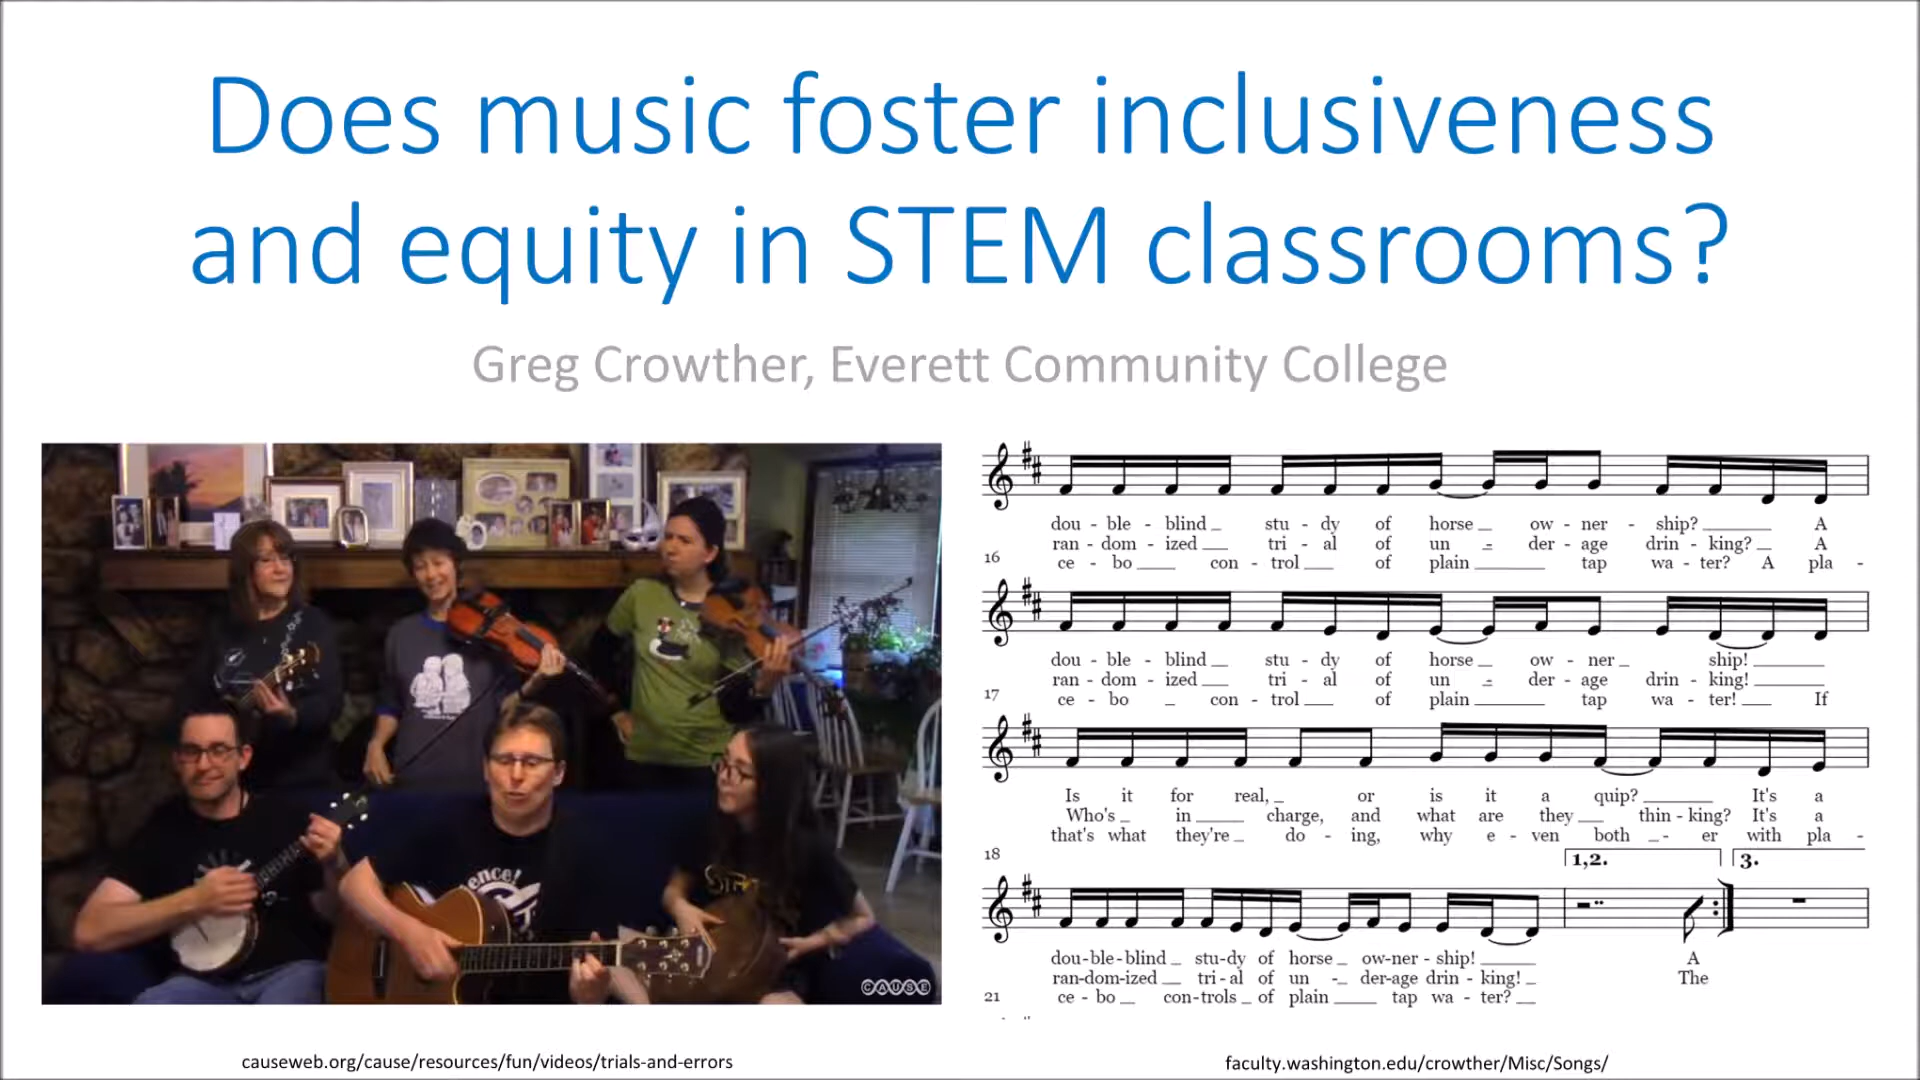 Does music foster inclusiveness
and equity in STEM classrooms?
Greg Crowther, Everett Community College
ence!
CAUSE
dou - ble - blind _ stu - dy of horse _ ow - ner - ship? _ A
ran - dom - ized _ tri - al of un - der - age drin - king? _ A
16 ce - bo _ con - trol _ of plain _ tap wa - ter? A pla -
dou - ble - blind _ stu - dy of horse _ ow - ner _ ship! _
ran - dom - ized _ tri - al of un - der - age drin - king! _
17 ce - bo _ con - trol _ of plain _ tap wa - ter! _ If
Is it for real, _ or is it a quip? _ It's a
Who's _ in _ charge, and what are they _ thin - king? It's a
that's what they're _ do - ing, why e - ven both - er with pla -
18 1,2. 3.
dou-ble-blind _ stu-dy of horse _ ow-ner - ship! _ A
ran-dom-ized _ tri-al of un - der-age drin - king! _ The
21 ce - bo _ con-trols _ of plain _ tap wa - ter? _
causeweb.org/cause/resources/fun/videos/trials-and-errors
faculty.washington.edu/crowther/Misc/Songs/